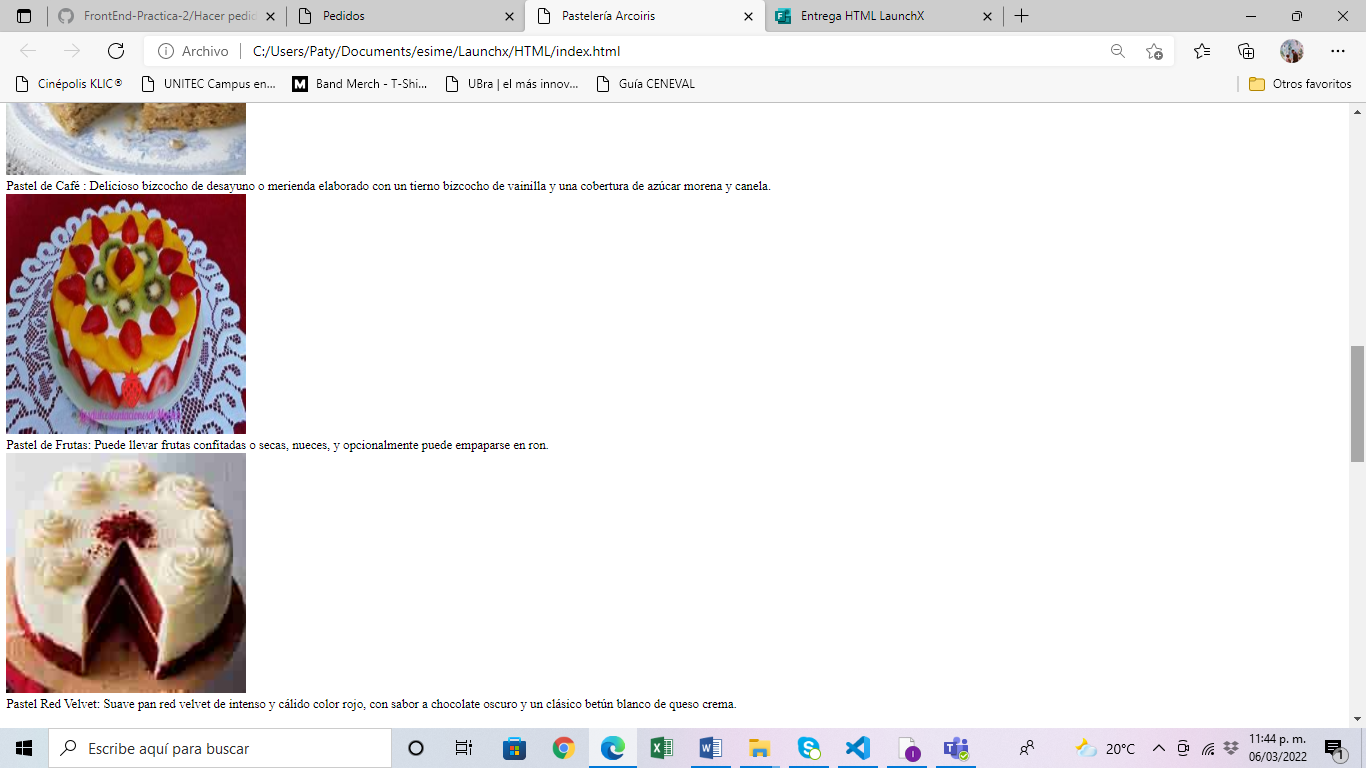 FrontEnd-Practica-2/Hacer pedid
Pedidos
Pastelería Arcoiris
Entrega HTML LaunchX
Archivo
C:/Users/Paty/Documents/esime/Launchx/HTML/index.html
Cinépolis KLIC®
UNITEC Campus en...
M
Band Merch - T-Shi...
UBra | el más innov...
Guía CENEVAL
Otros favoritos
Pastel de Café : Delicioso bizcocho de desayuno o merienda elaborado con un tierno bizcocho de vainilla y una cobertura de azúcar morena y canela.
Pastel de Frutas: Puede llevar frutas confitadas o secas, nueces, y opcionalmente puede empaparse en ron.
Pastel Red Velvet: Suave pan red velvet de intenso y cálido color rojo, con sabor a chocolate oscuro y un clásico betún blanco de queso crema.
Escribe aquí para buscar
20°C
11:44 p. m.
06/03/2022
1